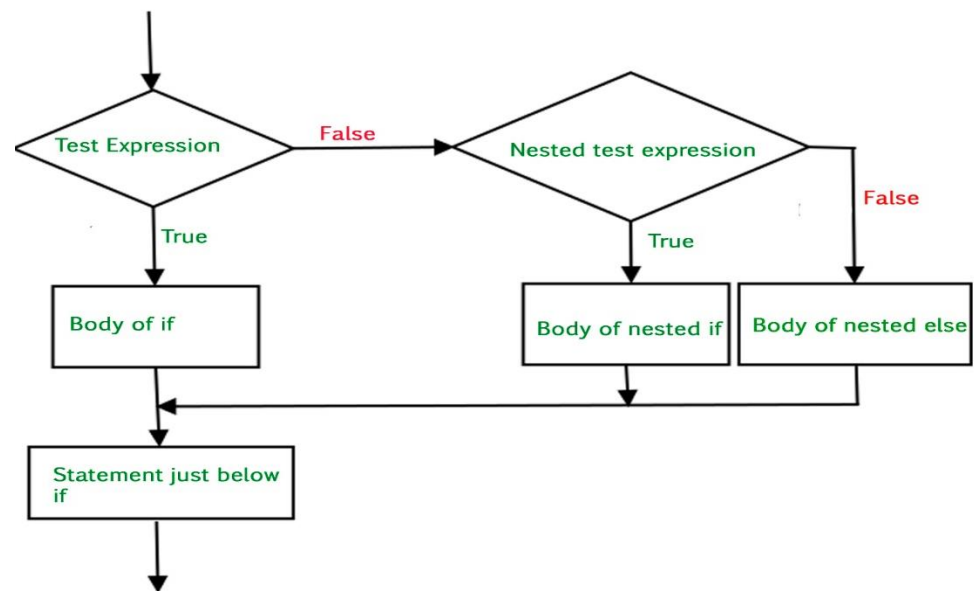 Test Expression
False
Nested test expression
False
True
True
Body of if
Body of nested if
Body of nested else
Statement just below
if